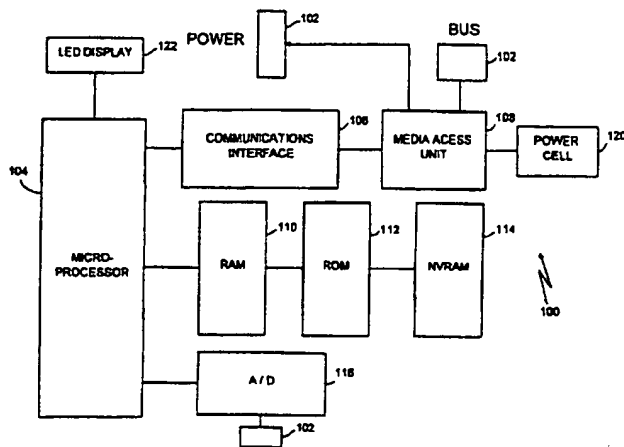 102
POWER
BUS
LED DISPLAY
122
102
COMMUNICATIONS
INTERFACE
106
MEDIA ACESS
UNIT
108
POWER
CELL
120
104
MICRO-
PROCESSOR
RAM
110
ROM
112
NVRAM
114
100
A / D
116
102